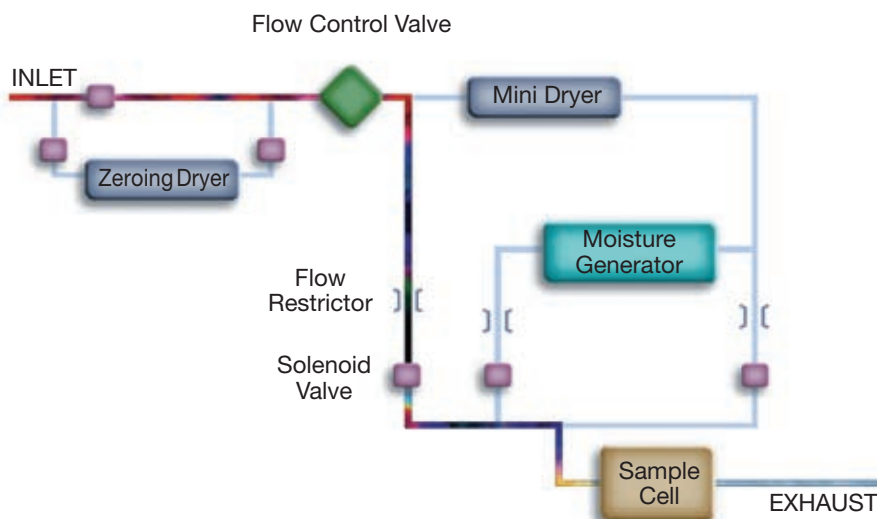 Flow Control Valve
INLET
Mini Dryer
Zeroing Dryer
Moisture
Generator
Flow
Restrictor
Solenoid
Valve
Sample
Cell
EXHAUST